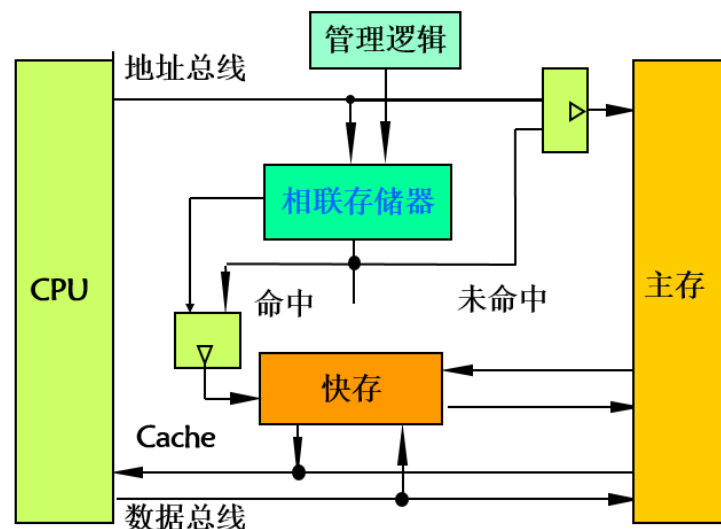 管理逻辑
地址总线
相联存储器
CPU
命中
未命中
主存
快存
Cache
数据总线